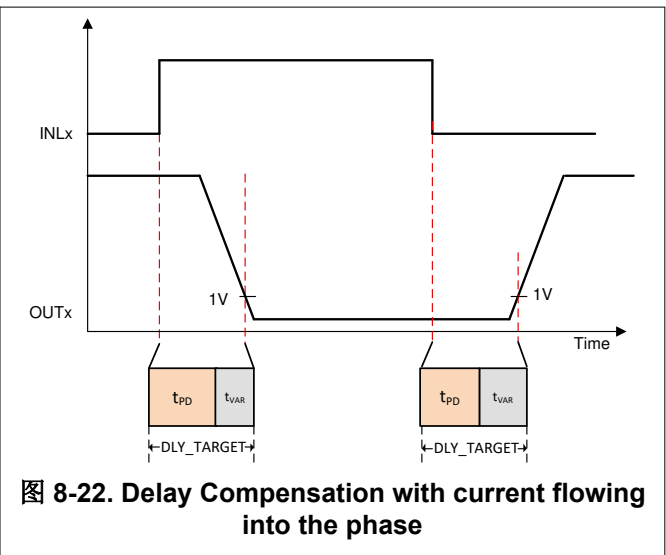 INLx
1V
1V
OUTx
Time
tPD
tVAR
tPD
tVAR
DLY_TARGET
DLY_TARGET
图 8-22. Delay Compensation with current flowing
into the phase